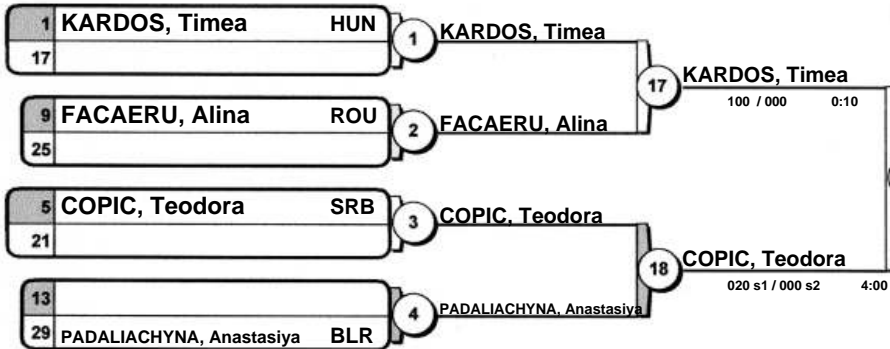 1 KARDOS, Timea HUN
17
1 KARDOS, Timea
9 FACAERU, Alina ROU
25
2 FACAERU, Alina
17 KARDOS, Timea
100 / 000 0:10
5 COPIC, Teodora SRB
21
3 COPIC, Teodora
13
29 PADALIACHYNA, Anastasiya BLR
4 PADALIACHYNA, Anastasiya
18 COPIC, Teodora
020 s1 / 000 s2 4:00